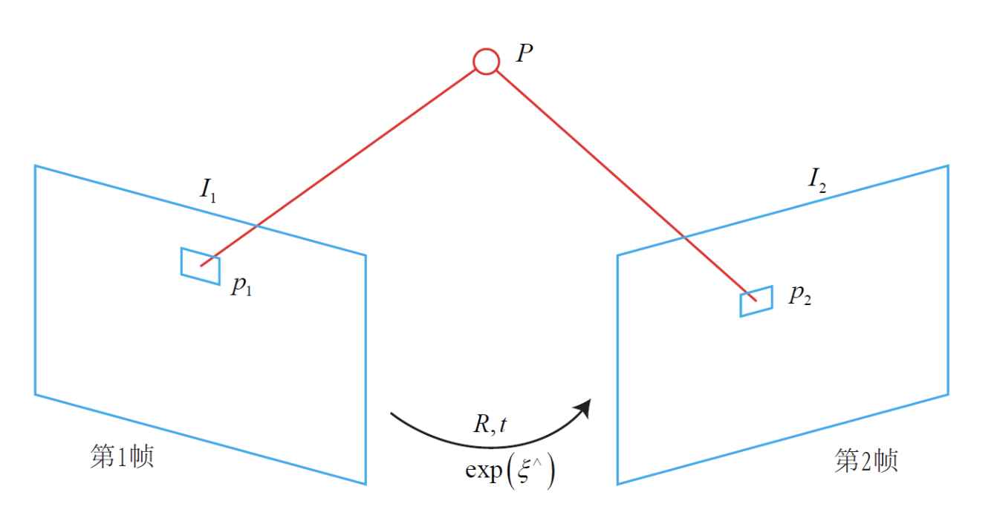 P
I₁
I₂
p₁
p₂
R, t
exp(ξ^)
第1帧
第2帧